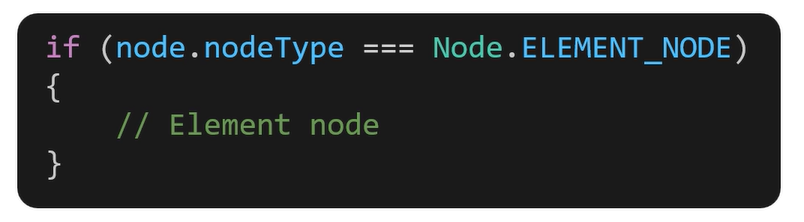 if (node.nodeType === Node.ELEMENT_NODE)
{
    // Element node
}